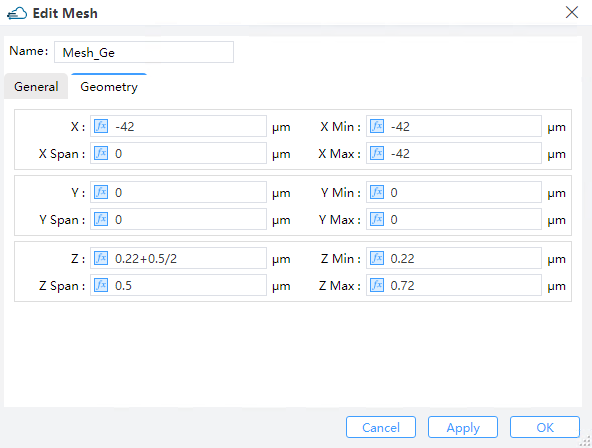 Edit Mesh
Name: Mesh_Ge
General Geometry
X : fx -42 μm X Min : fx -42 μm
X Span : fx 0 μm X Max : fx -42 μm
Y : fx 0 μm Y Min : fx 0 μm
Y Span : fx 0 μm Y Max : fx 0 μm
Z : fx 0.22+0.5/2 μm Z Min : fx 0.22 μm
Z Span : fx 0.5 μm Z Max : fx 0.72 μm
Cancel Apply OK